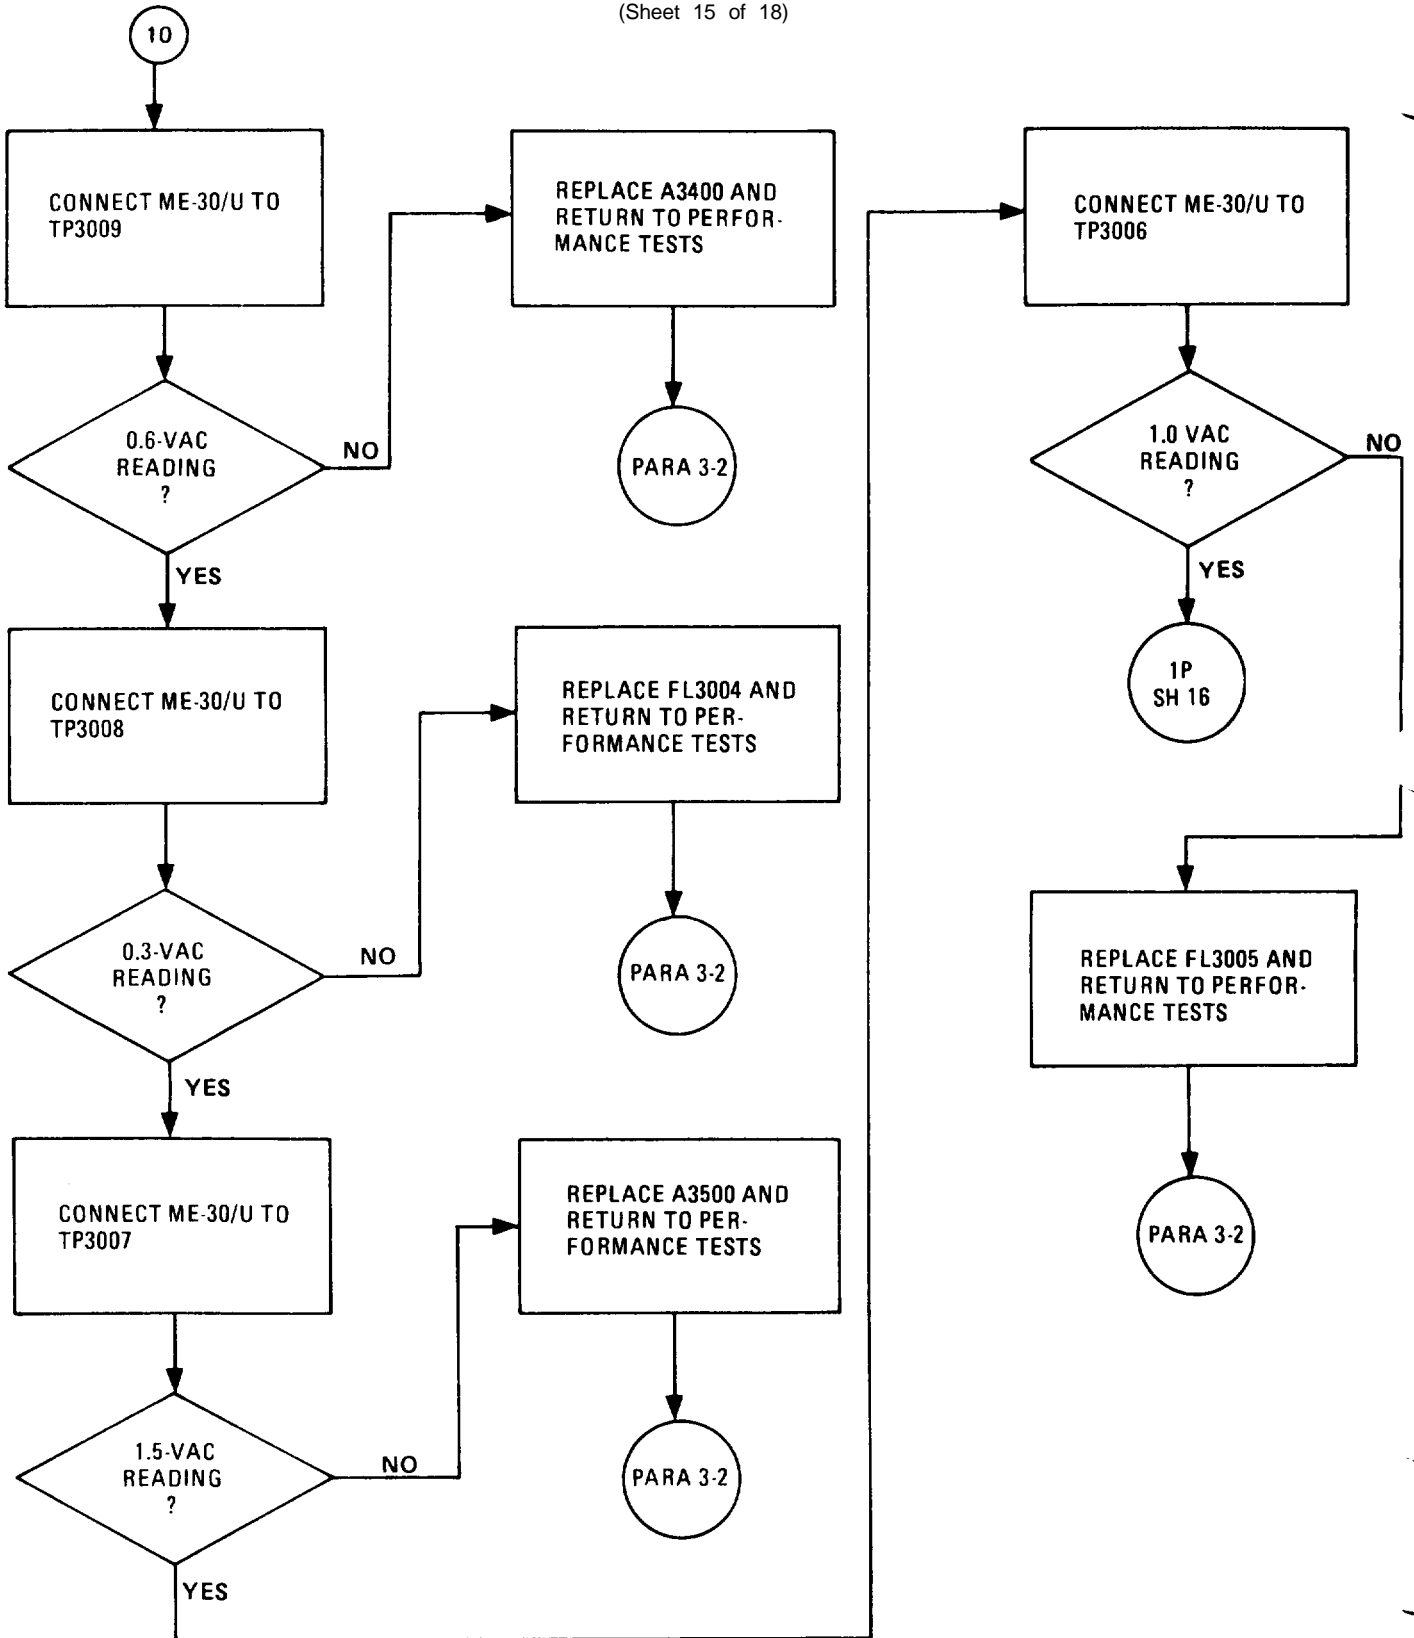 (Sheet 15 of 18)
10
CONNECT ME-30/U TO
TP3009
0.6-VAC
READING
?
NO
REPLACE A3400 AND
RETURN TO PERFOR-
MANCE TESTS
PARA 3-2
YES
CONNECT ME-30/U TO
TP3008
0.3-VAC
READING
?
NO
REPLACE FL3004 AND
RETURN TO PER-
FORMANCE TESTS
PARA 3-2
YES
CONNECT ME-30/U TO
TP3007
1.5-VAC
READING
?
NO
REPLACE A3500 AND
RETURN TO PER-
FORMANCE TESTS
PARA 3-2
YES
CONNECT ME-30/U TO
TP3006
1.0 VAC
READING
?
NO
YES
1P
SH 16
REPLACE FL3005 AND
RETURN TO PERFOR-
MANCE TESTS
PARA 3-2